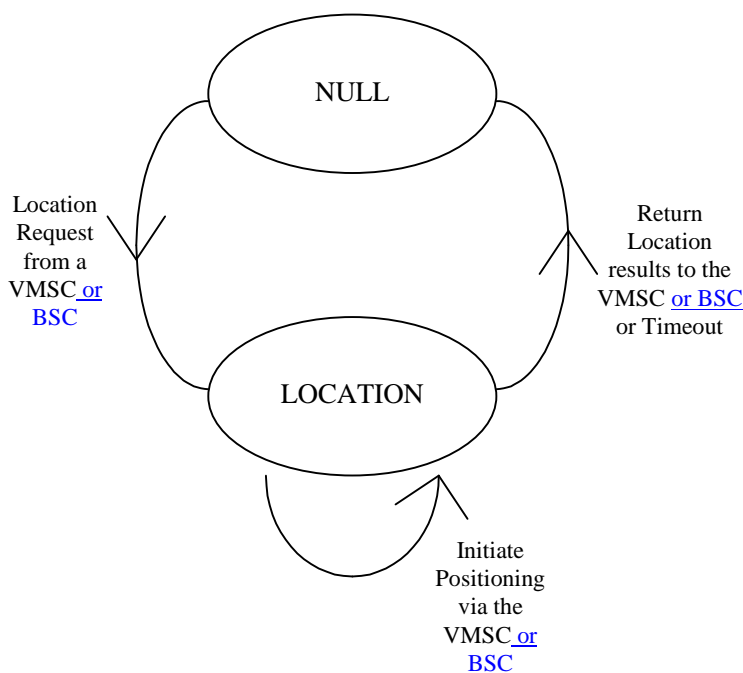 NULL
Location
Request
from a
VMSC or
BSC
Return
Location
results to the
VMSC or BSC
or Timeout
LOCATION
Initiate
Positioning
via the
VMSC or
BSC